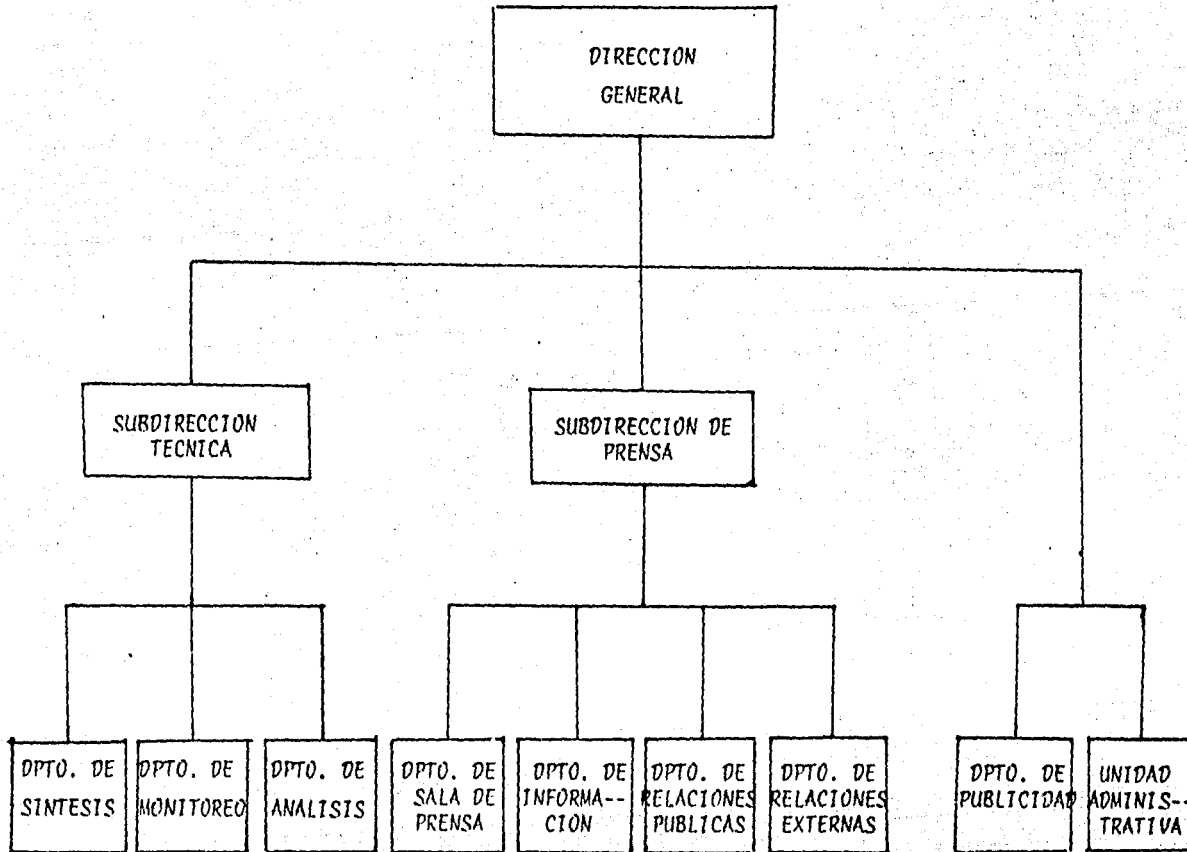 DIRECCION
GENERAL
SUBDIRECCION
TECNICA
SUBDIRECCION DE
PRENSA
DPTO. DE
SINTESIS
DPTO. DE
MONITOREO
DPTO. DE
ANALISIS
DPTO. DE
SALA DE
PRENSA
DPTO. DE
INFORMA--
CION
DPTO. DE
RELACIONES
PUBLICAS
DPTO. DE
RELACIONES
EXTERNAS
DPTO. DE
PUBLICIDAD
UNIDAD
ADMINIS--
TRATIVA